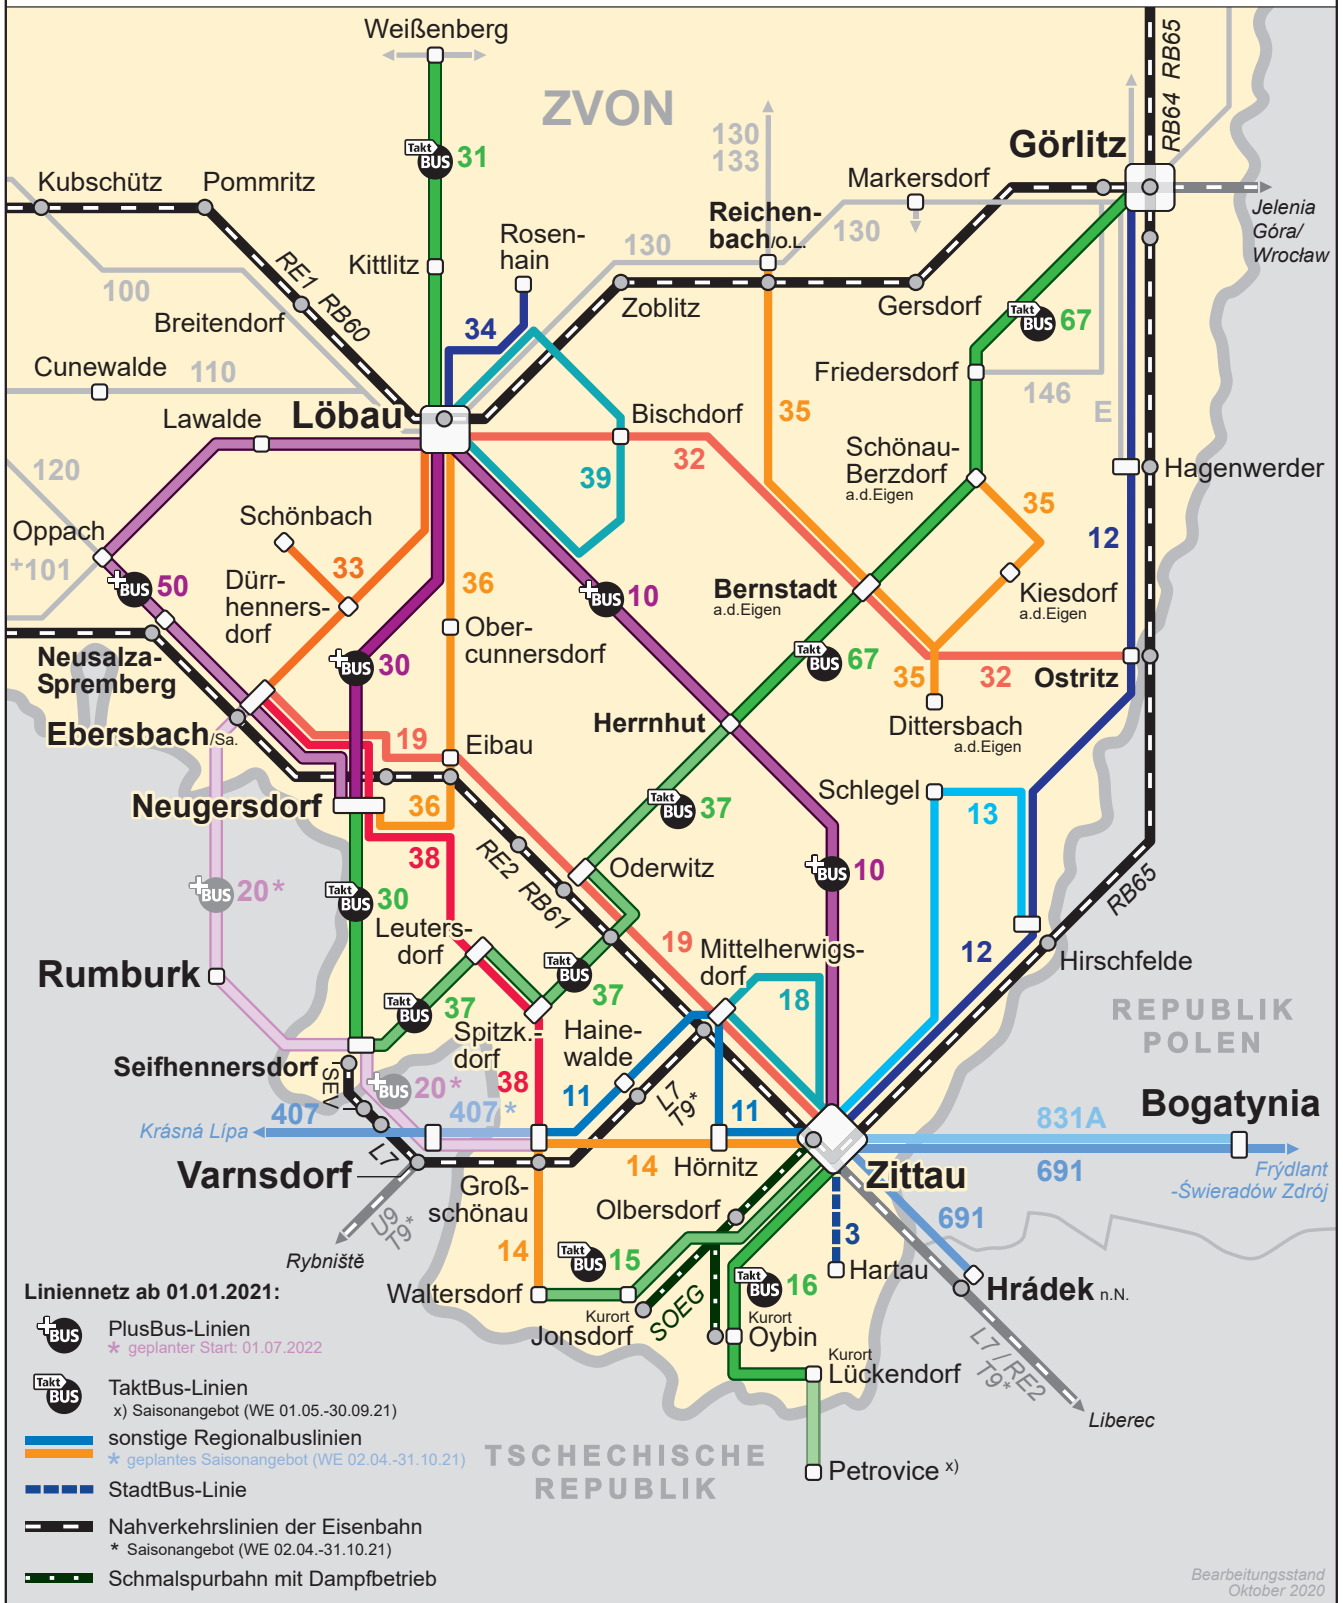 Weißenberg
ZVON
RB64 RB65
Görlitz
130
133
Takt
BUS 31
Kubschütz
Pommritz
Markersdorf
Jelenia
Góra/
Wrocław
Reichen-
bach/O.L.
Rosen-
hain
130
130
Kittlitz
RE1 RB60
100
Zoblitz
Gersdorf
Breitendorf
34
Takt
BUS 67
Cunewalde
110
Friedersdorf
146
Löbau
Lawalde
Bischdorf
35
E
32
Schönau-
Berzdorf
a.d.Eigen
Hagenwerder
120
39
35
Oppach
Schönbach
12
+101
33
+BUS 50
Dürr-
henners-
dorf
36
+BUS 10
Bernstadt
a.d.Eigen
Kiesdorf
a.d.Eigen
Ober-
cunnersdorf
Neusalza-
Spremberg
+BUS 30
Takt
BUS 67
35
32
Ostritz
Ebersbach/Sa.
Herrnhut
Dittersbach
a.d.Eigen
19
Eibau
Neugersdorf
36
Takt
BUS 37
Schlegel
13
38
RE2 RB61
Oderwitz
+BUS 10
RB65
+BUS 20*
Takt
BUS 30
Leuters-
dorf
19
Mittelherwigs-
dorf
12
Hirschfelde
Rumburk
Takt
BUS 37
Takt
BUS 37
18
REPUBLIK
POLEN
Spitzk.-
dorf
Haine-
walde
Seifhennersdorf
SEV
+BUS 20*
38
11
L7
T9*
11
407
407*
831A
Bogatynia
Krásná Lípa
L7
14
Hörnitz
691
Frýdlant
-Świeradów Zdrój
Varnsdorf
Zittau
Groß-
schönau
Olbersdorf
691
U9
T9*
Rybniště
14
Takt
BUS 15
3
Hartau
Liniennetz ab 01.01.2021:
Waltersdorf
Takt
BUS 16
Hrádek n.N.
Kurort
Jonsdorf
SOEG
Kurort
Oybin
+BUS PlusBus-Linien
* geplanter Start: 01.07.2022
L7 / RE2
T9*
Kurort
Lückendorf
Takt
BUS TaktBus-Linien
x) Saisonangebot (WE 01.05.-30.09.21)
Liberec
sonstige Regionalbuslinien
* geplantes Saisonangebot (WE 02.04.-31.10.21)
TSCHECHISCHE
REPUBLIK
Petrovice x)
StadtBus-Linie
Nahverkehrslinien der Eisenbahn
* Saisonangebot (WE 02.04.-31.10.21)
Schmalspurbahn mit Dampfbetrieb
Bearbeitungsstand
Oktober 2020